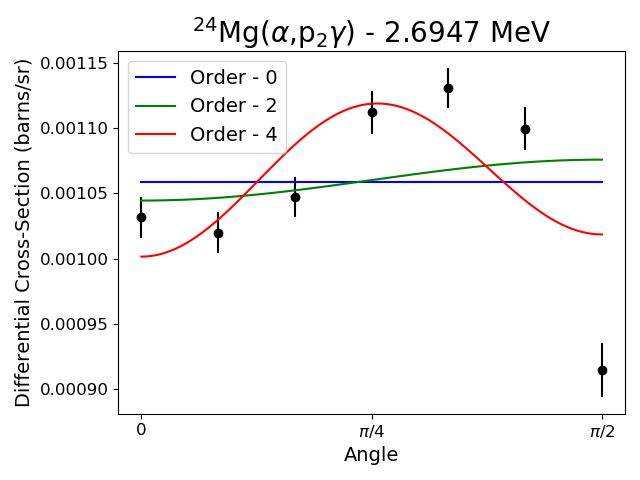 ²⁴Mg(α,p₂γ) - 2.6947 MeV
Differential Cross-Section (barns/sr)
0.00115
0.00110
0.00105
0.00100
0.00095
0.00090
Order - 0
Order - 2
Order - 4
0
π/4
π/2
Angle